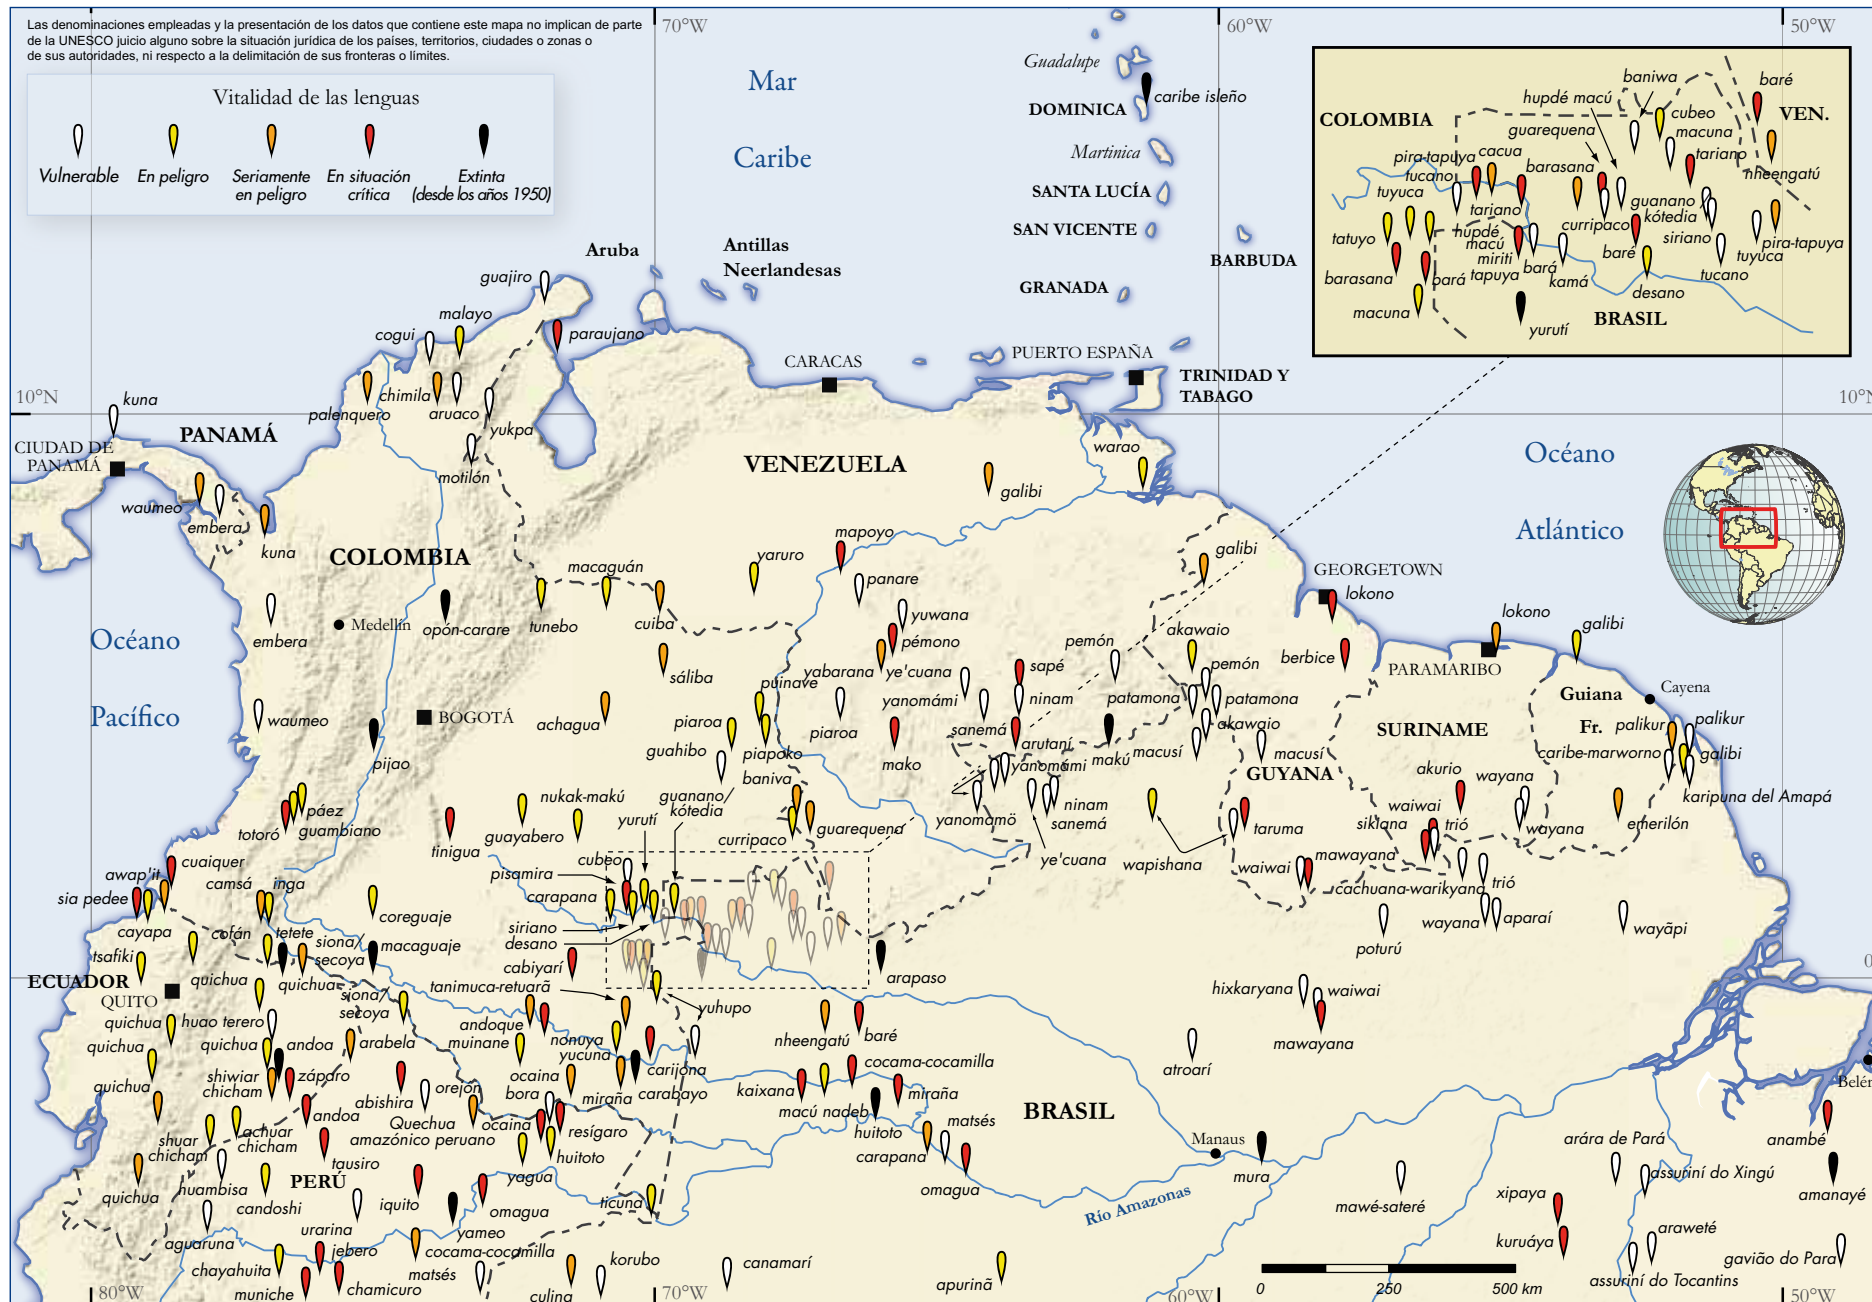 Las denominaciones empleadas y la presentación de los datos que contiene este mapa no implican de parte
de la UNESCO juicio alguno sobre la situación jurídica de los países, territorios, ciudades o zonas o
de sus autoridades, ni respecto a la delimitación de sus fronteras o límites.
70°W
60°W
50°W
Vitalidad de las lenguas
Vulnerable
En peligro
Seriamente
en peligro
En situación
crítica
Extinta
(desde los años 1950)
Mar
Caribe
Guadalupe
DOMINICA
caribe isleño
Martinica
SANTA LUCÍA
SAN VICENTE
BARBUDA
GRANADA
Aruba
Antillas
Neerlandesas
COLOMBIA
VEN.
BRASIL
baniwa
baré
hupdé macú
cubeo
guarequena
macuna
pira-tapuya
cacua
barasana
tariano
tucano
nheengatú
tuyuca
guanano
tariano
kótedia
tatuyo
hupdé
macú
curripaco
siriano
pira-tapuya
miriti
tapuya
bará
baré
tuyuca
barasana
bará
kamá
tucano
desano
macuna
yurutí
guajiro
malayo
cogui
paraujano
CARACAS
PUERTO ESPAÑA
TRINIDAD Y
TABAGO
10°N
10°N
kuna
palenquero
chimila
aruaco
yukpa
PANAMÁ
CIUDAD DE
PANAMÁ
motilón
VENEZUELA
warao
Océano
Atlántico
galibi
waumeo
embera
kuna
COLOMBIA
mapoyo
yaruro
macaguán
panare
galibi
GEORGETOWN
lokono
yuwana
embera
Medellín
opón-carare
tunebo
cuiba
pémono
pemón
akawaio
lokono
galibi
Océano
Pacífico
berbice
PARAMARIBO
sáliba
yabarana
ye'cuana
sapé
pemón
puinave
yanomámi
ninam
patamona
patamona
Guiana
Fr.
Cayena
waumeo
BOGOTÁ
achagua
piaroa
piaroa
sanemá
akawaio
SURINAME
palikur
palikur
pijao
guahibo
piapoko
mako
arutaní
makú
macusí
macusí
caribe-marworno
galibi
baniva
yanomámi
GUYANA
akurio
wayana
karipuna del Amapá
páez
guambiano
totoró
nukak-makú
guanano
kótedia
yanomamö
ninam
sanemá
waiwai
wayana
emerilón
guayabero
yurutí
curripaco
guarequena
taruma
siklana
trió
tinigua
ye'cuana
wapishana
cubeo
mawayana
cuaiquer
pisamira
waiwai
awap'it
camsá
inga
carapana
cachuana-warikyana
trió
sia pedee
coreguaje
wayana
aparaí
wayãpi
cayapa
cofán
tetete
siriano
desano
poturú
siona/
secoya
macaguaje
tsafiki
cabiyarí
arapaso
ECUADOR
QUITO
quichua
quichua
tanimuca-retuarã
hixkaryana
waiwai
siona/
secoya
yuhupo
quichua
huao terero
andoque
muinane
nonuya
yucuna
nheengatú
baré
mawayana
quichua
quichua
andoa
arabela
atroarí
shiwiar
chicham
záparo
ocaina
carijona
cocama-cocamilla
quichua
abishira
orejón
bora
miraña
carabayo
kaixana
miraña
Belén
andoa
Quechua
amazónico peruano
ocaina
resígaro
macú nadeb
huitoto
matsés
BRASIL
Manaus
anambé
shuar
chicham
achuar
chicham
tausiro
huitoto
carapana
arára de Pará
PERÚ
yagua
mura
assuriní do Xingú
quichua
huambisa
candoshi
iquito
omagua
ticuna
omagua
Río Amazonas
mawé-sateré
xipaya
amanayé
urarina
yameo
aguaruna
jebero
cocama-cocamilla
korubo
canamarí
kuruáya
araweté
gavião do Para
chayahuita
matsés
apurinã
assuriní do Tocantins
muniche
chamicuro
culina
0
250
500 km
80°W
70°W
60°W
50°W